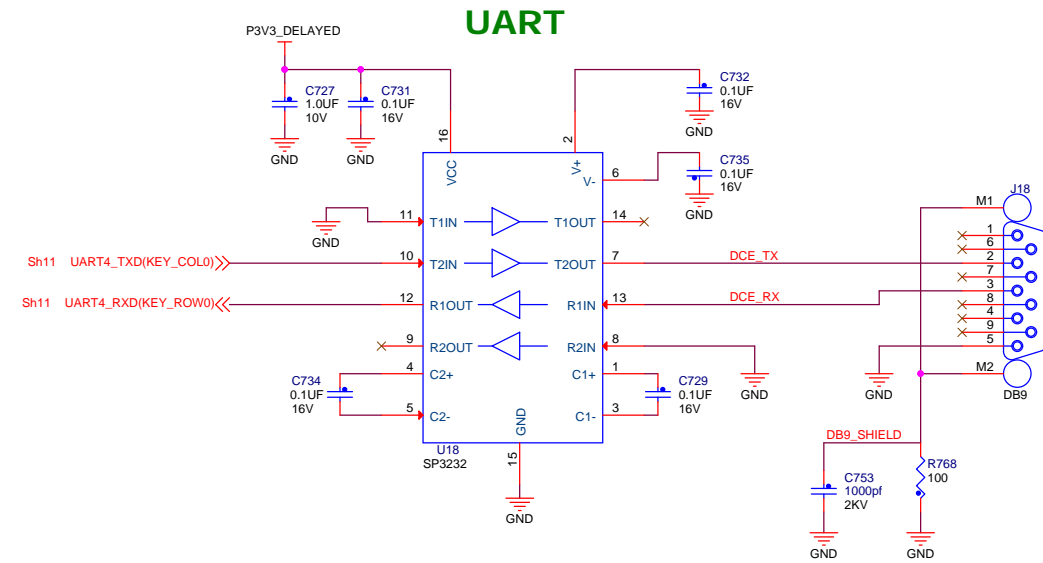 UART
P3V3_DELAYED
C727
1.0UF
10V
GND
C731
0.1UF
16V
GND
C732
0.1UF
16V
GND
C735
0.1UF
16V
GND
16
VCC
2
V+
V-
6
GND
11
T1IN
T1OUT
14
Sh11 UART4_TXD(KEY_COL0)
10
T2IN
T2OUT
7
DCE_TX
Sh11 UART4_RXD(KEY_ROW0)
12
R1OUT
R1IN
13
DCE_RX
9
R2OUT
R2IN
8
GND
4
C2+
C1+
1
C734
0.1UF
16V
C729
0.1UF
16V
5
C2-
C1-
3
GND
15
U18
SP3232
GND
J18
M1
1
6
2
7
3
8
4
9
5
M2
DB9
GND
DB9_SHIELD
C753
1000pf
2KV
GND
R768
100
GND